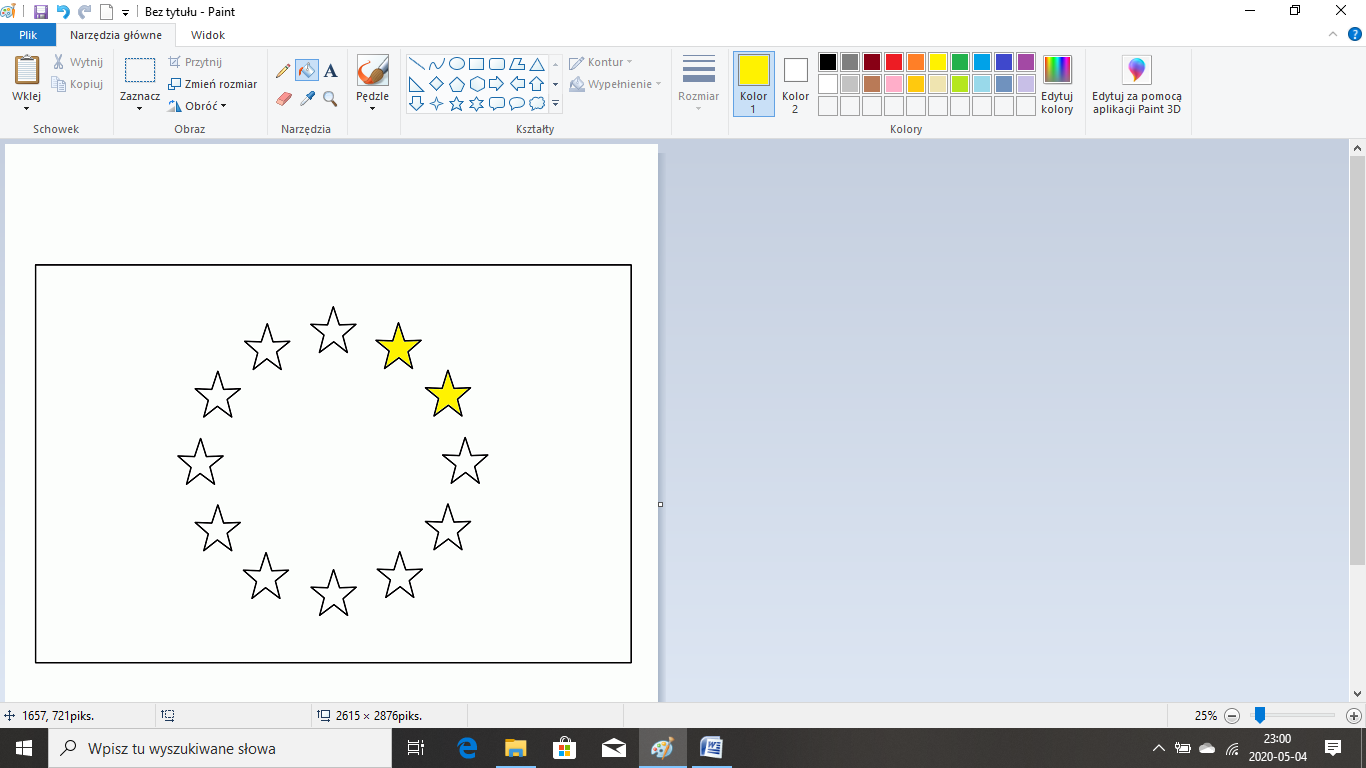 Bez tytułu - Paint
Plik Narzędzia główne Widok
Wklej
Wytnij
Kopiuj
Schowek
Zaznacz
Przytnij
Zmień rozmiar
Obróć
Obraz
A
Narzędzia
Pędzle
Kontur
Wypełnienie
Kształty
Rozmiar
Kolor
1
Kolor
2
Edytuj
kolory
Kolory
Edytuj za pomocą
aplikacji Paint 3D
1657, 721piks.
2615 × 2876piks.
25%
Wpisz tu wyszukiwane słowa
23:00
2020-05-04